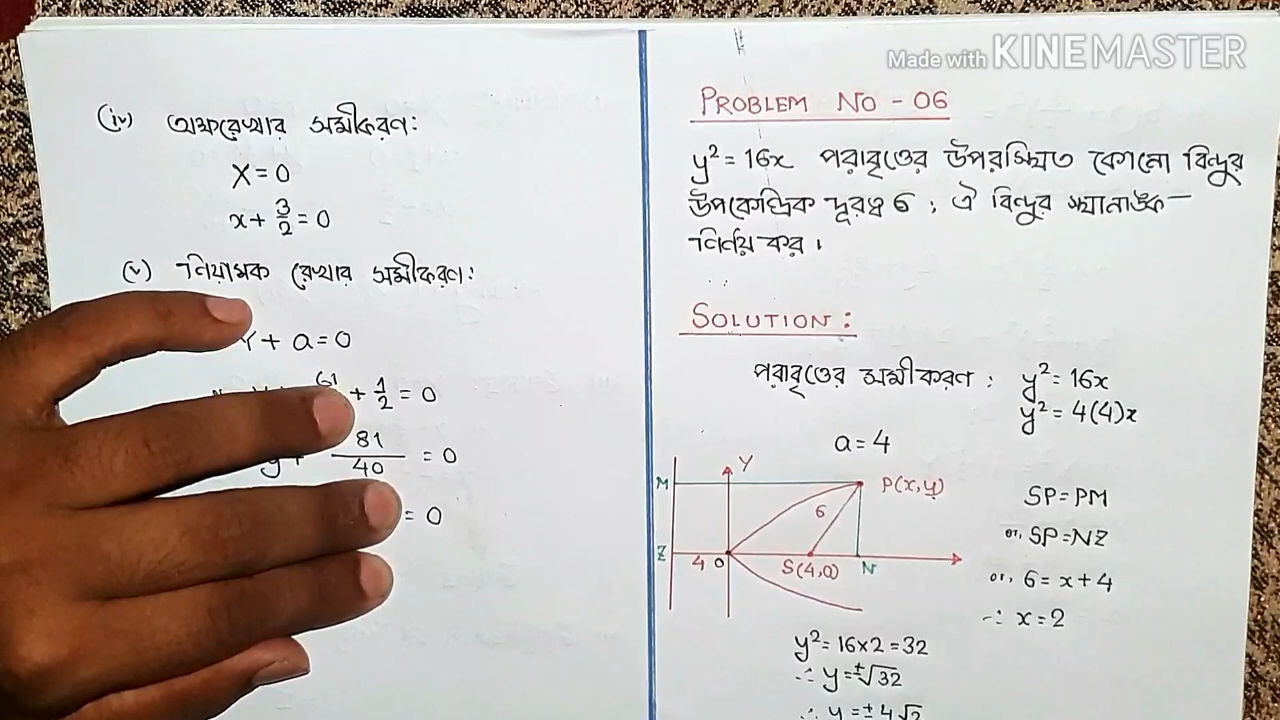 Made with KINEMASTER
(iv) অক্ষরেখার সমীকরণ:
X = 0
x + 3/2 = 0
(v) নিয়ামক রেখার সমীকরণ:
Y + a = 0
+ 1/2 = 0
81/40 = 0
= 0
PROBLEM NO - 06
y² = 16x পরাবৃত্তের উপরস্থিত কোনো বিন্দুর
উপকেন্দ্রিক দূরত্ব 6 ; ঐ বিন্দুর স্থানাঙ্ক
নির্ণয় কর।
SOLUTION:
পরাবৃত্তের সমীকরণ: y² = 16x
y² = 4(4)x
a = 4
M
Y
P(x,y)
6
Z
4
O
S(4,0)
N
SP = PM
or, SP = NZ
or, 6 = x + 4
∴ x = 2
y² = 16×2 = 32
∴ y = ±√32
∴ y = ±4√2